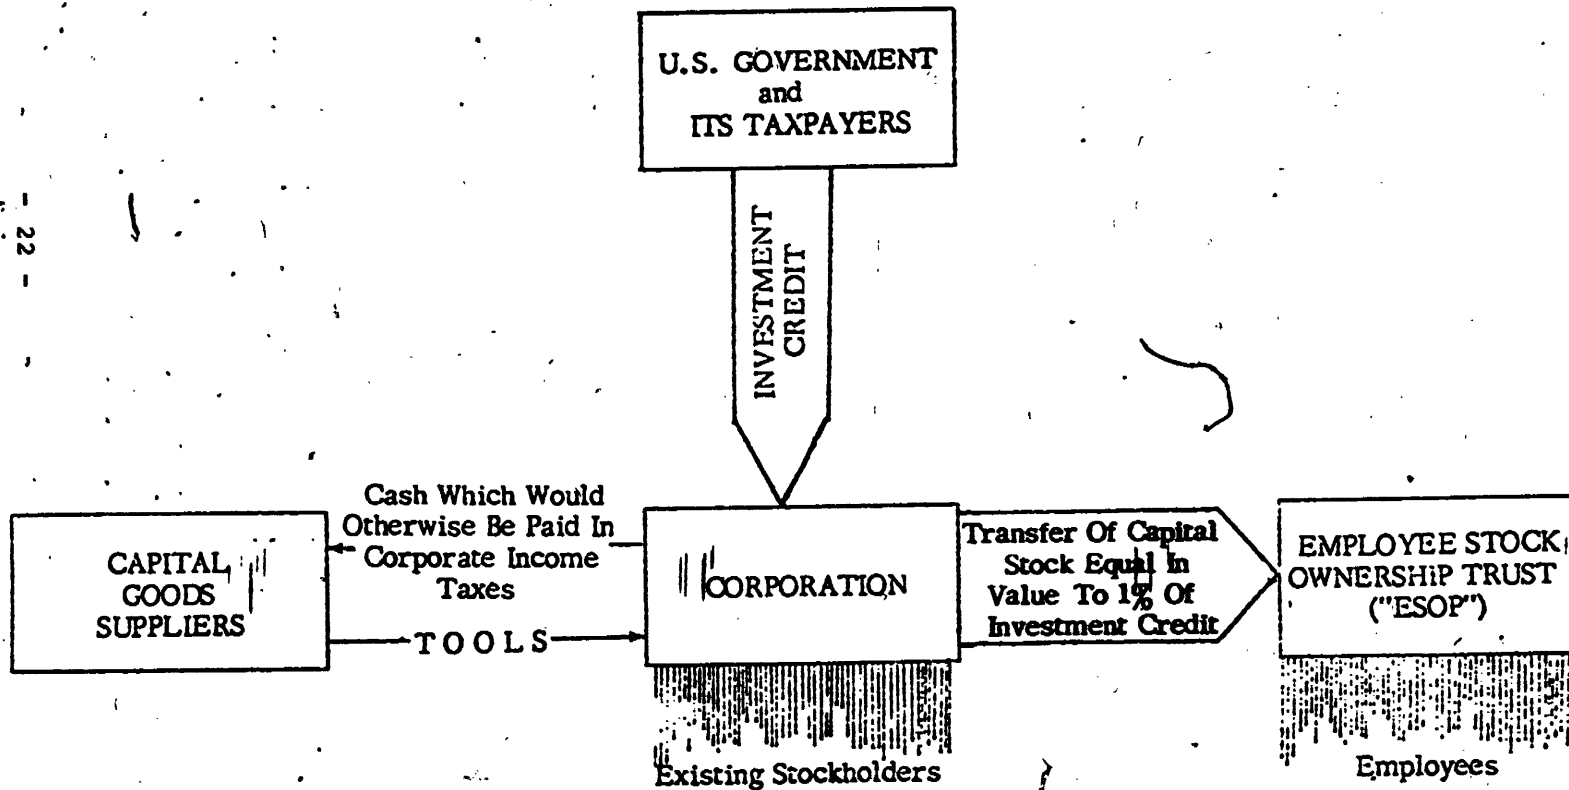 U.S. GOVERNMENT
and
ITS TAXPAYERS
- 22 -
INVESTMENT
CREDIT
Cash Which Would
Otherwise Be Paid In
Corporate Income
Taxes
CAPITAL
GOODS
SUPPLIERS
TOOLS
CORPORATION
Transfer Of Capital
Stock Equal In
Value To 1% Of
Investment Credit
EMPLOYEE STOCK
OWNERSHIP TRUST
("ESOP")
Existing Stockholders
Employees